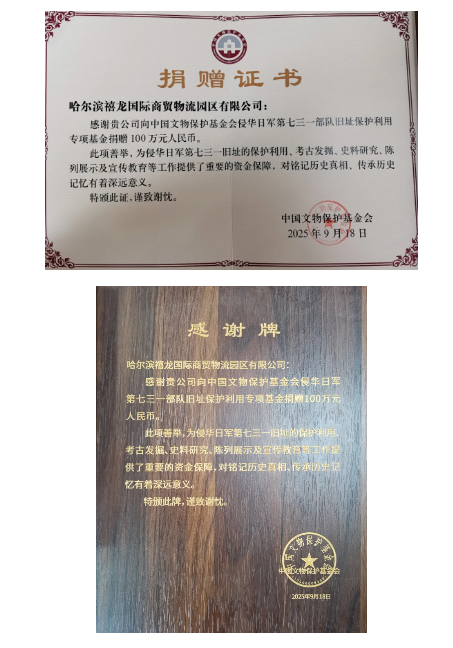 捐赠证书
哈尔滨禧龙国际商贸物流园区有限公司：
感谢贵公司向中国文物保护基金会侵华日军第七三一部队旧址保护利用
专项基金捐赠 100 万元人民币。
此项善举，为侵华日军第七三一旧址的保护利用、考古发掘、史料研究、陈
列展示及宣传教育等工作提供了重要的资金保障，对铭记历史真相、传承历史
记忆有着深远意义。
特颁此证，谨致谢忱。
中国文物保护基金会
2025 年 9 月 18 日
感谢牌
哈尔滨禧龙国际商贸物流园区有限公司：
感谢贵公司向中国文物保护基金会侵华日军
第七三一部队旧址保护利用专项基金捐赠100万元
人民币。
此项善举，为侵华日军第七三一旧址的保护利用、
考古发掘、史料研究、陈列展示及宣传教育等工作提
供了重要的资金保障，对铭记历史真相、传承历史记
忆有着深远意义。
特颁此牌，谨致谢忱。
中国文物保护基金会
中国文物保护基金会
2025年9月18日